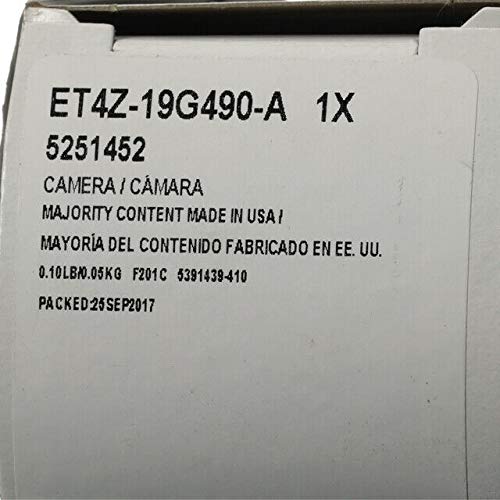 ET4Z-19G490-A 1X
5251452
CAMERA / CÁMARA
MAJORITY CONTENT MADE IN USA /
MAYORÍA DEL CONTENIDO FABRICADO EN EE. UU.
0.10LB/0.05KG F201C 5391439-410
PACKED:25SEP2017